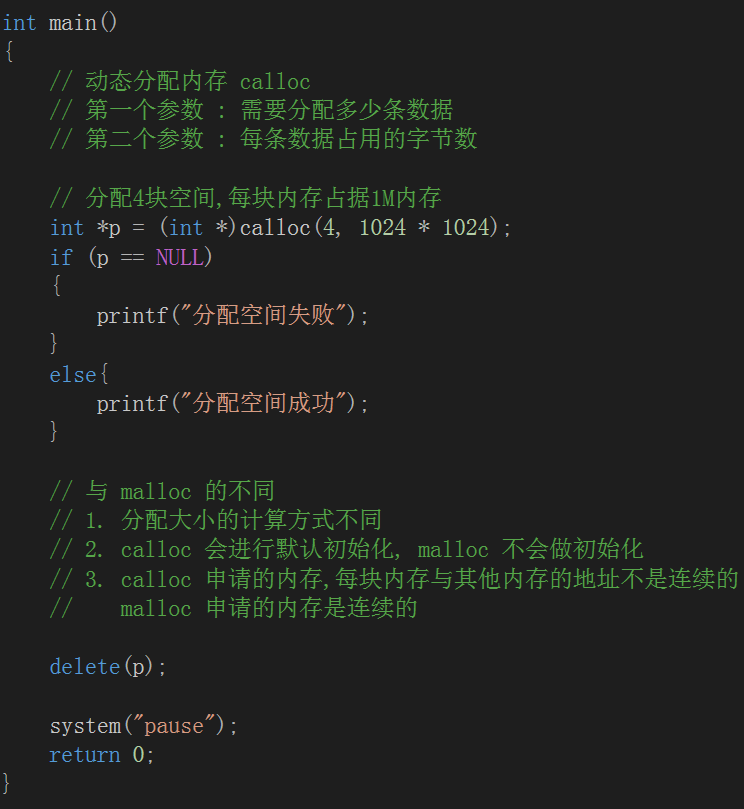 int main()
{
    // 动态分配内存 calloc
    // 第一个参数 : 需要分配多少条数据
    // 第二个参数 : 每条数据占用的字节数

    // 分配4块空间,每块内存占据1M内存
    int *p = (int *)calloc(4, 1024 * 1024);
    if (p == NULL)
    {
        printf("分配空间失败");
    }
    else{
        printf("分配空间成功");
    }

    // 与 malloc 的不同
    // 1. 分配大小的计算方式不同
    // 2. calloc 会进行默认初始化, malloc 不会做初始化
    // 3. calloc 申请的内存,每块内存与其他内存的地址不是连续的
    //    malloc 申请的内存是连续的

    delete(p);

    system("pause");
    return 0;
}